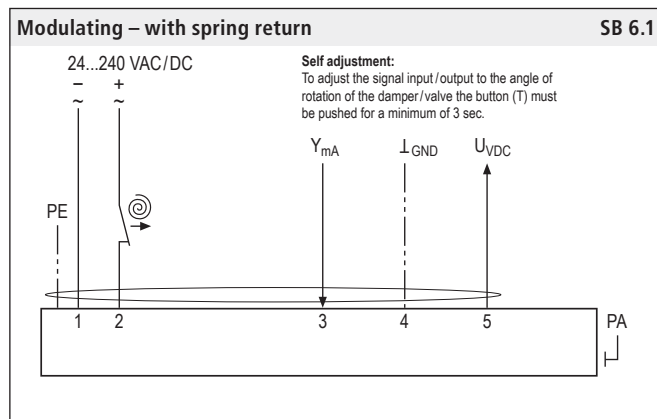 Modulating – with spring return SB 6.1
24...240 VAC/DC
– +
~ ~
Self adjustment:
To adjust the signal input/output to the angle of
rotation of the damper/valve the button (T) must
be pushed for a minimum of 3 sec.
YmA ⊥GND UVDC
PE
1 2 3 4 5 PA